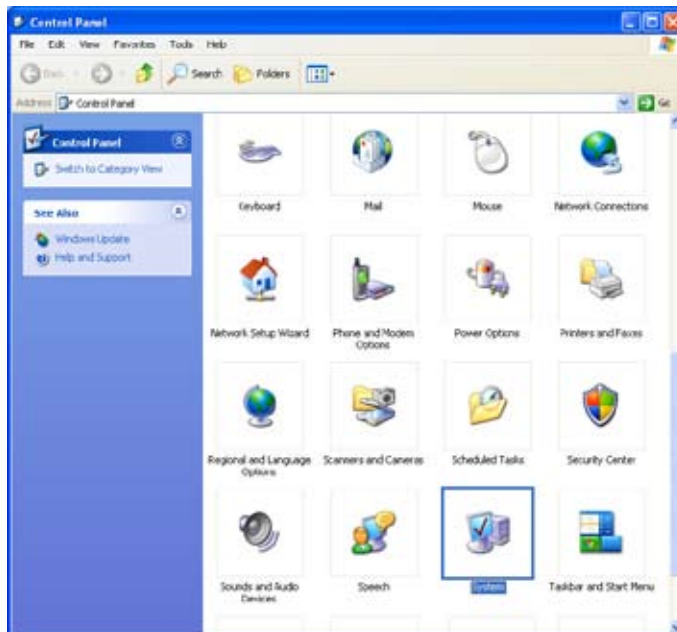 Control Panel
File Edit View Favorites Tools Help
Back Search Folders
Address Control Panel Go
Control Panel
Switch to Category View
See Also
Windows Update
Help and Support
Keyboard Mail Mouse Network Connections
Network Setup Wizard Phone and Modem Power Options Printers and Faxes
Options
Regional and Language Scanners and Cameras Scheduled Tasks Security Center
Options
Sounds and Audio Speech System Taskbar and Start Menu
Devices